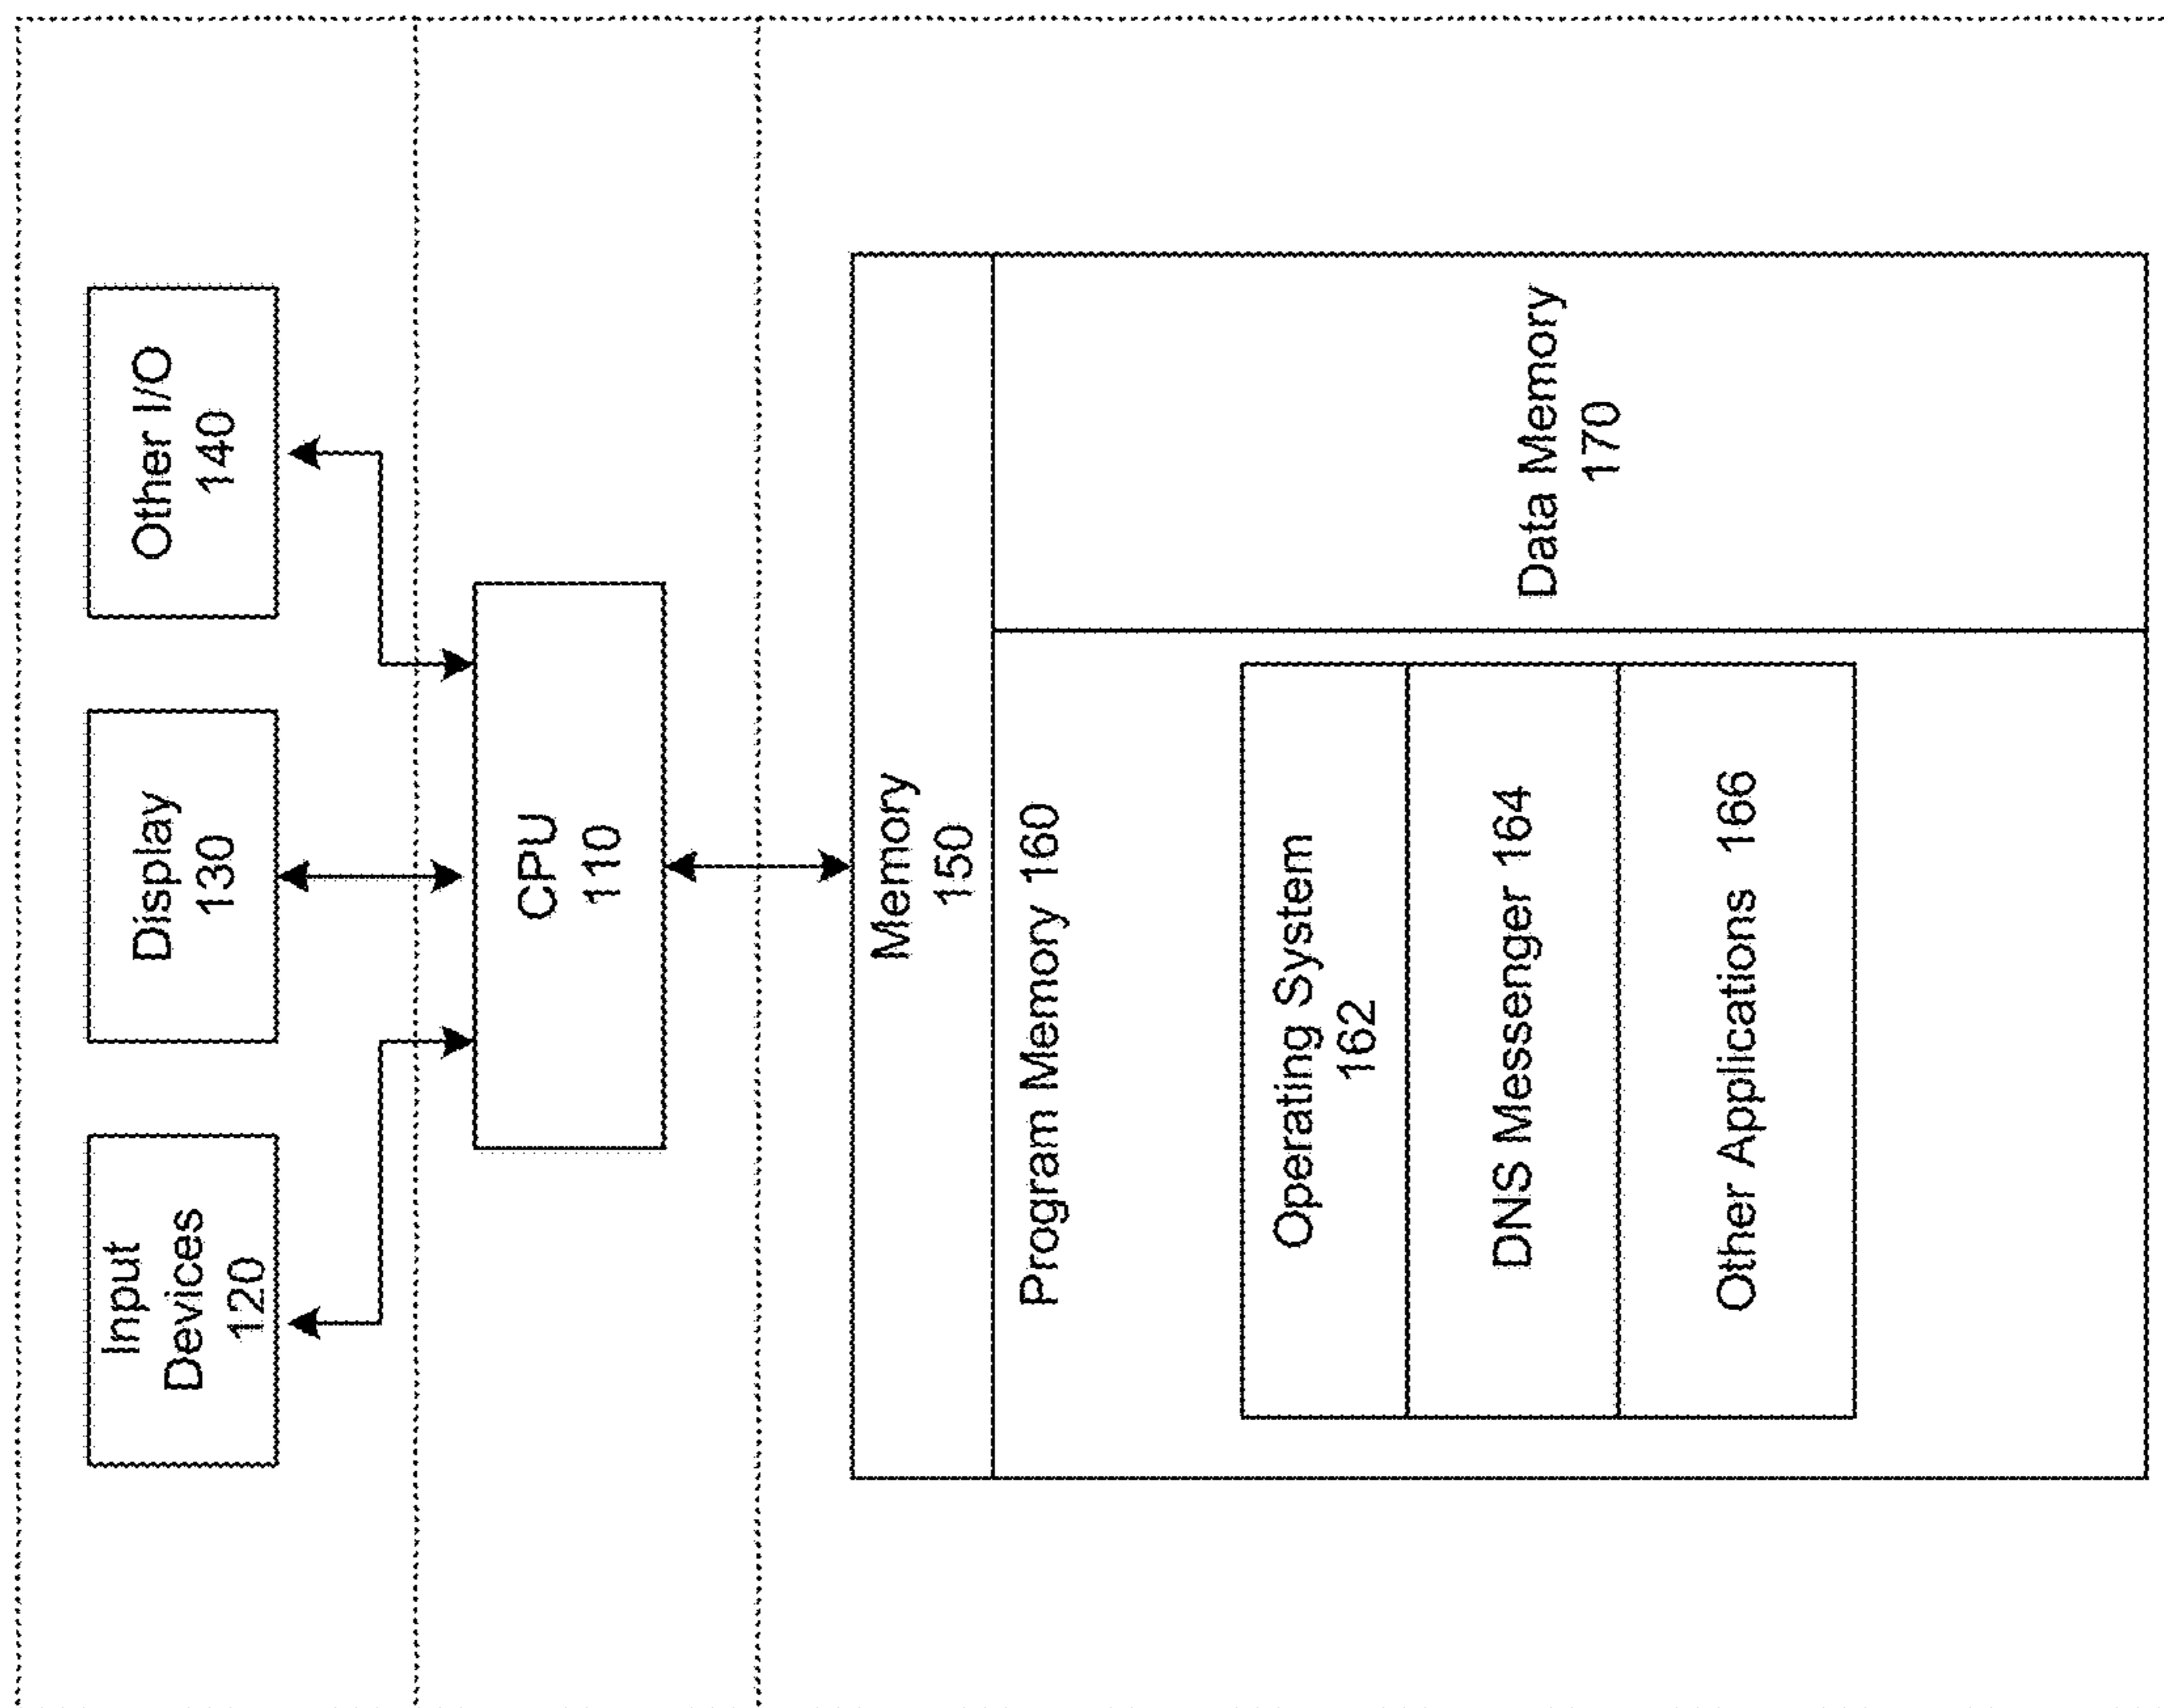 Input
Devices
120
Display
130
Other I/O
140
CPU
110
Memory
150
Program Memory 160
Operating System
162
DNS Messenger 164
Other Applications 166
Data Memory
170